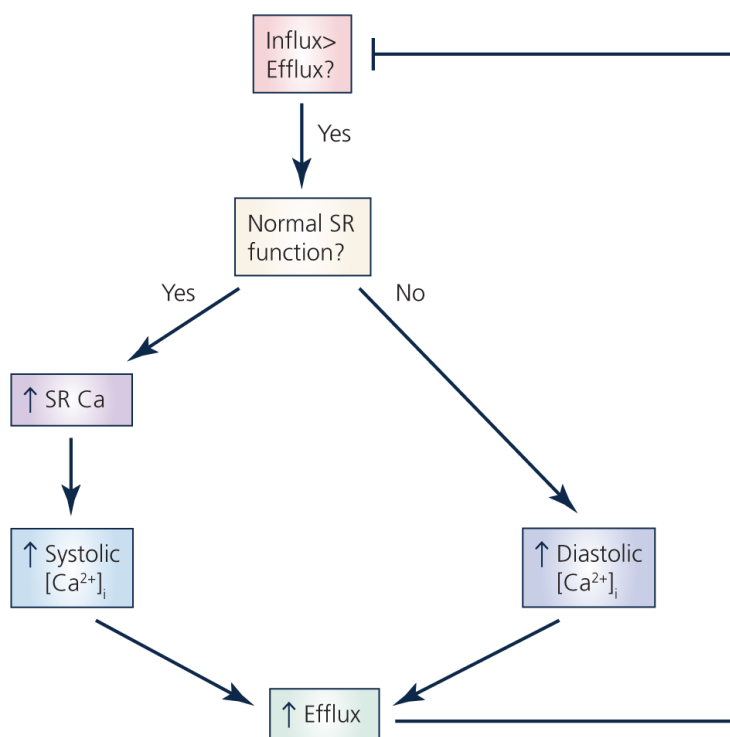 Influx>
Efflux?
Yes
Normal SR
function?
Yes
No
↑ SR Ca
↑ Systolic
[Ca²⁺]ᵢ
↑ Diastolic
[Ca²⁺]ᵢ
↑ Efflux